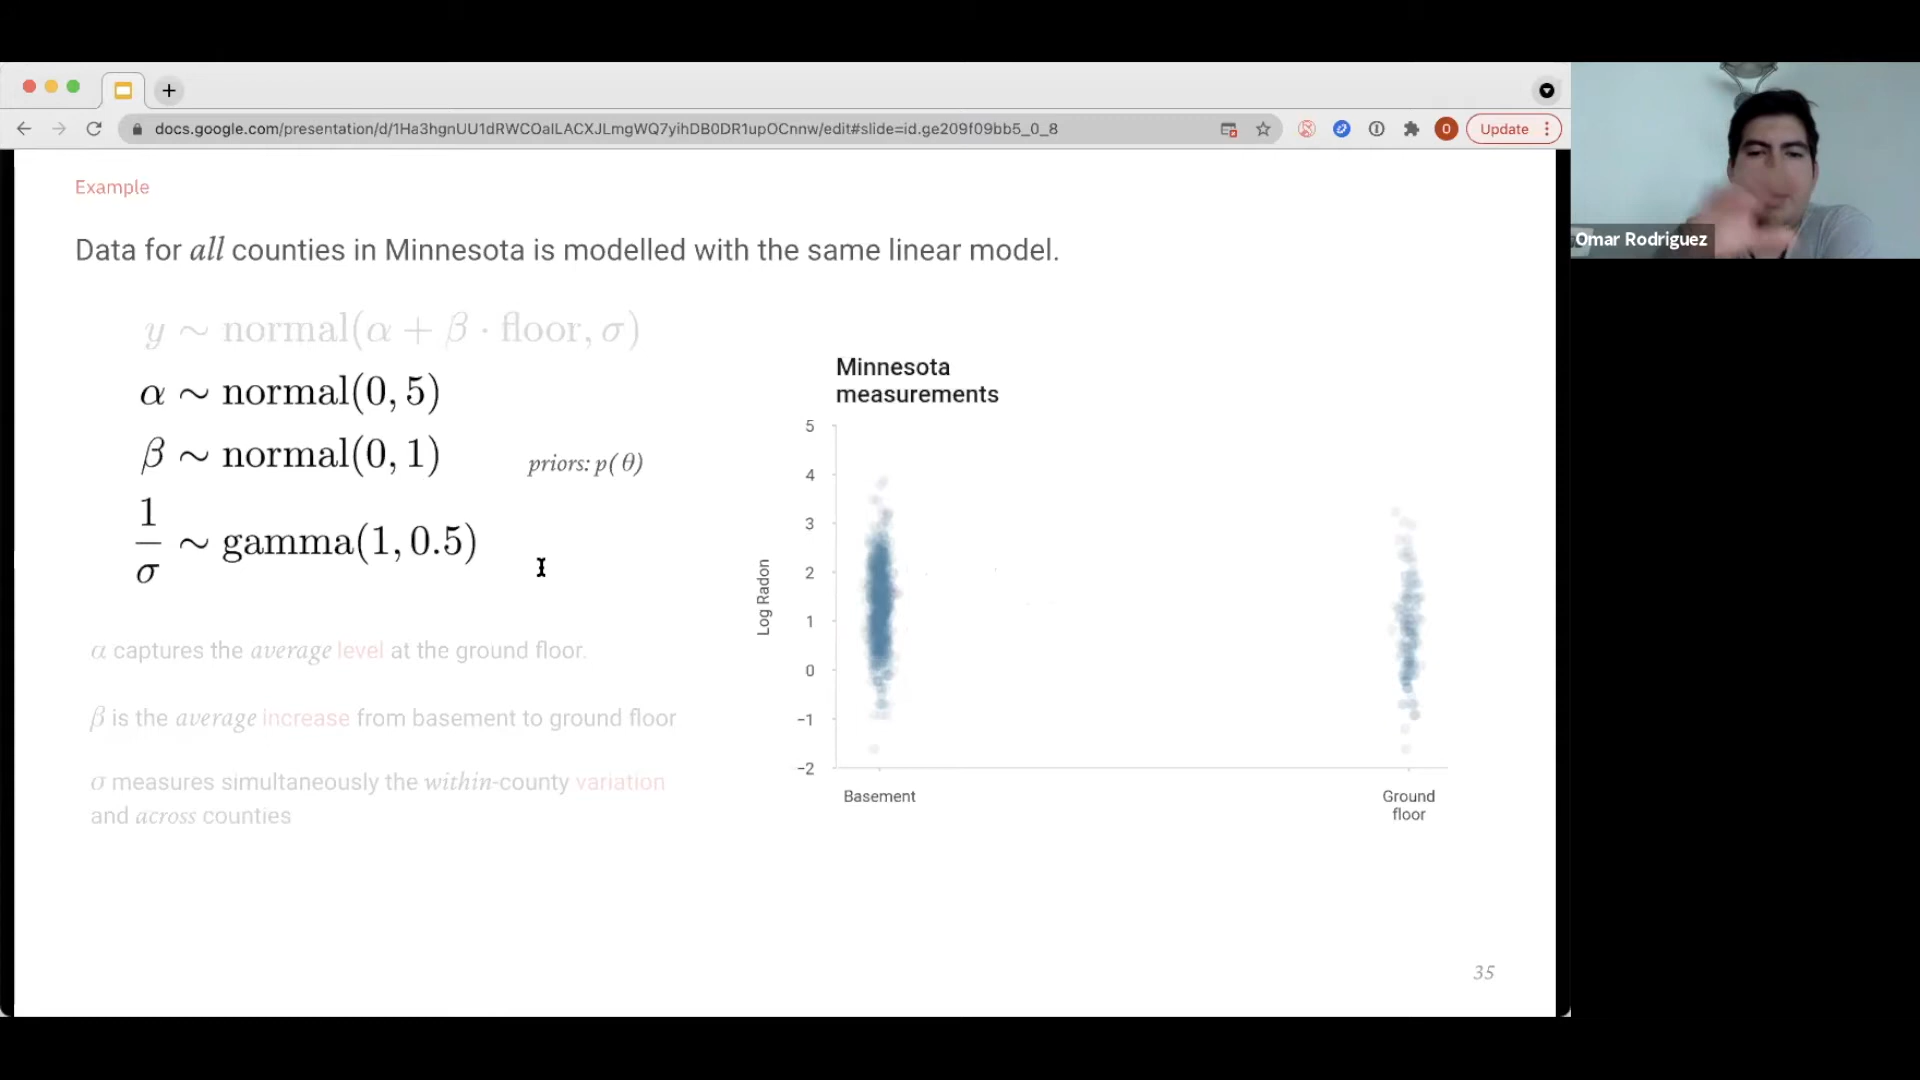 docs.google.com/presentation/d/1Ha3hgnUU1dRWCOalLACXJLmgWQ7yihDB0DR1upOCnnw/edit#slide=id.ge209f09bb5_0_8
O
Update
Example
Data for all counties in Minnesota is modelled with the same linear model.
y ∼ normal(α + β · floor, σ)
α ∼ normal(0, 5)
β ∼ normal(0, 1)
priors: p(θ)
1/σ ∼ gamma(1, 0.5)
α captures the average level at the ground floor.
β is the average increase from basement to ground floor
σ measures simultaneously the within-county variation
and across counties
Minnesota
measurements
5
4
3
2
1
0
−1
−2
Log Radon
Basement
Ground
floor
35
Omar Rodriguez